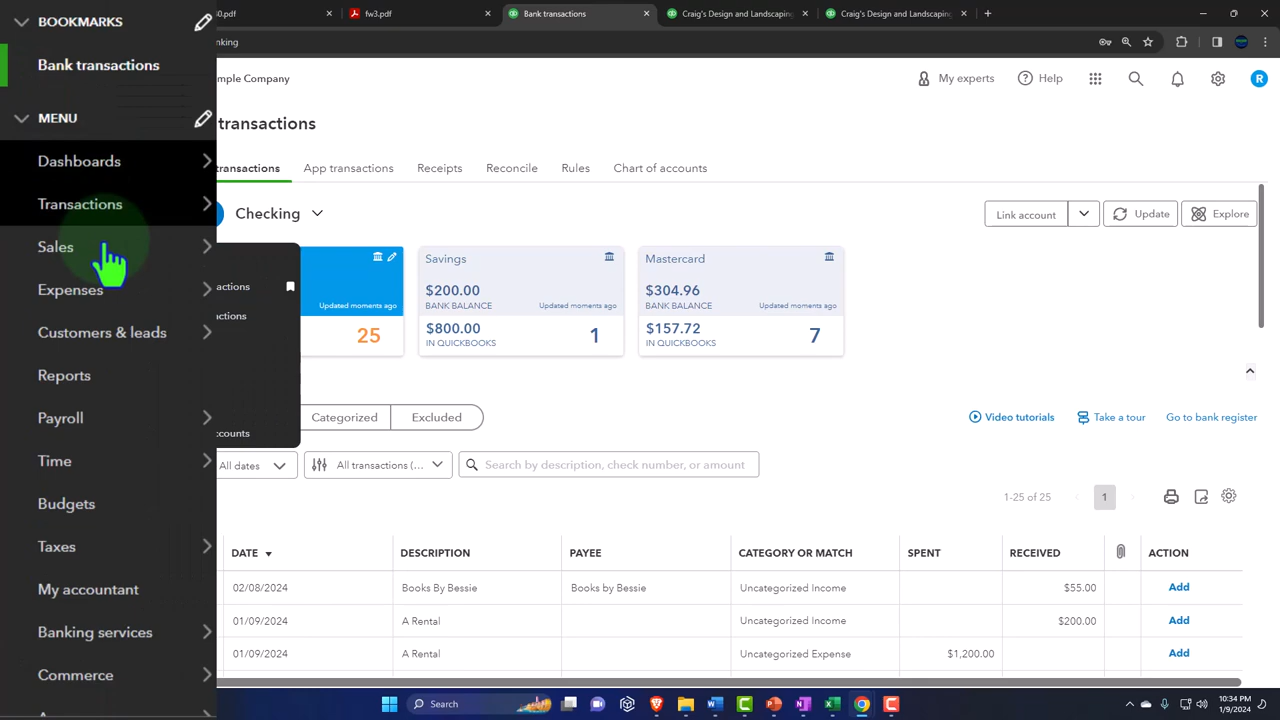 60.pdf
fw3.pdf
Bank transactions
Craig's Design and Landscaping
Craig's Design and Landscaping
nking
BOOKMARKS
Bank transactions
MENU
Dashboards
Transactions
Sales
Expenses
Customers & leads
Reports
Payroll
Time
Budgets
Taxes
My accountant
Banking services
Commerce
mple Company
My experts
Help
R
transactions
transactions
App transactions
Receipts
Reconcile
Rules
Chart of accounts
Checking
Link account
Update
Explore
actions
actions
ccounts
Updated moments ago
25
Savings
$200.00
BANK BALANCE
Updated moments ago
$800.00
IN QUICKBOOKS
1
Mastercard
$304.96
BANK BALANCE
Updated moments ago
$157.72
IN QUICKBOOKS
7
Categorized
Excluded
Video tutorials
Take a tour
Go to bank register
All dates
All transactions (...
Search by description, check number, or amount
1-25 of 25
1
DATE
DESCRIPTION
PAYEE
CATEGORY OR MATCH
SPENT
RECEIVED
ACTION
02/08/2024
Books By Bessie
Books by Bessie
Uncategorized Income
$55.00
Add
01/09/2024
A Rental
Uncategorized Income
$200.00
Add
01/09/2024
A Rental
Uncategorized Expense
$1,200.00
Add
Search
10:34 PM
1/9/2024